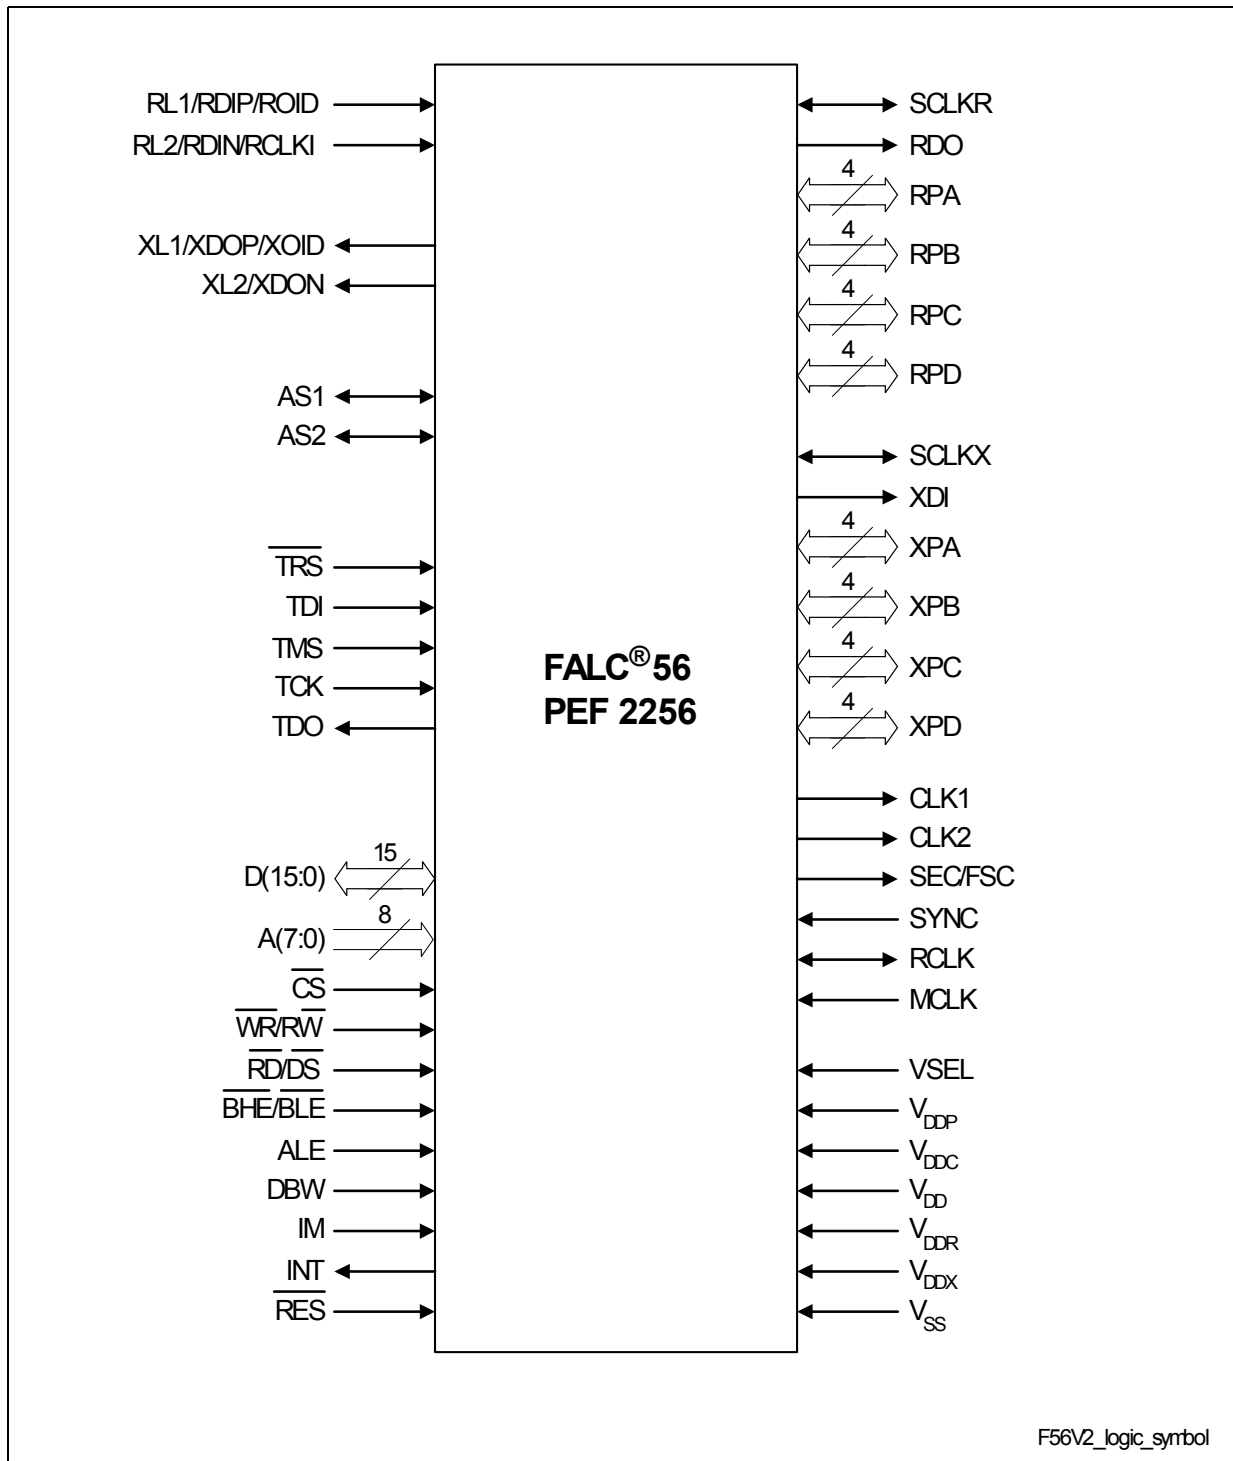 RL1/RDIP/ROID
RL2/RDIN/RCLKI
XL1/XDOP/XOID
XL2/XDON
AS1
AS2
TRS
TDI
TMS
TCK
TDO
15
D(15:0)
8
A(7:0)
CS
WR/RW
RD/DS
BHE/BLE
ALE
DBW
IM
INT
RES
FALC®56
PEF 2256
SCLKR
RDO
4
RPA
4
RPB
4
RPC
4
RPD
SCLKX
XDI
4
XPA
4
XPB
4
XPC
4
XPD
CLK1
CLK2
SEC/FSC
SYNC
RCLK
MCLK
VSEL
VDDP
VDDC
VDD
VDDR
VDDX
VSS
F56V2_logic_symbol